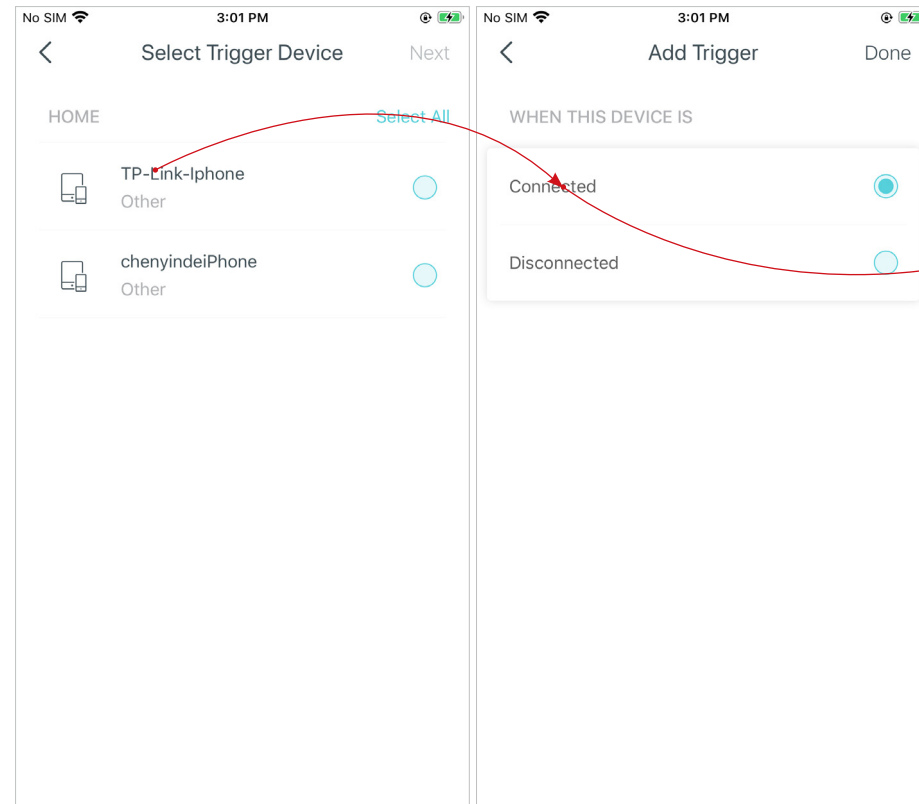 No SIM 3:01 PM
Select Trigger Device Next
HOME Select All
TP-Link-Iphone
Other
chenyindeiPhone
Other
No SIM 3:01 PM
Add Trigger Done
WHEN THIS DEVICE IS
Connected
Disconnected